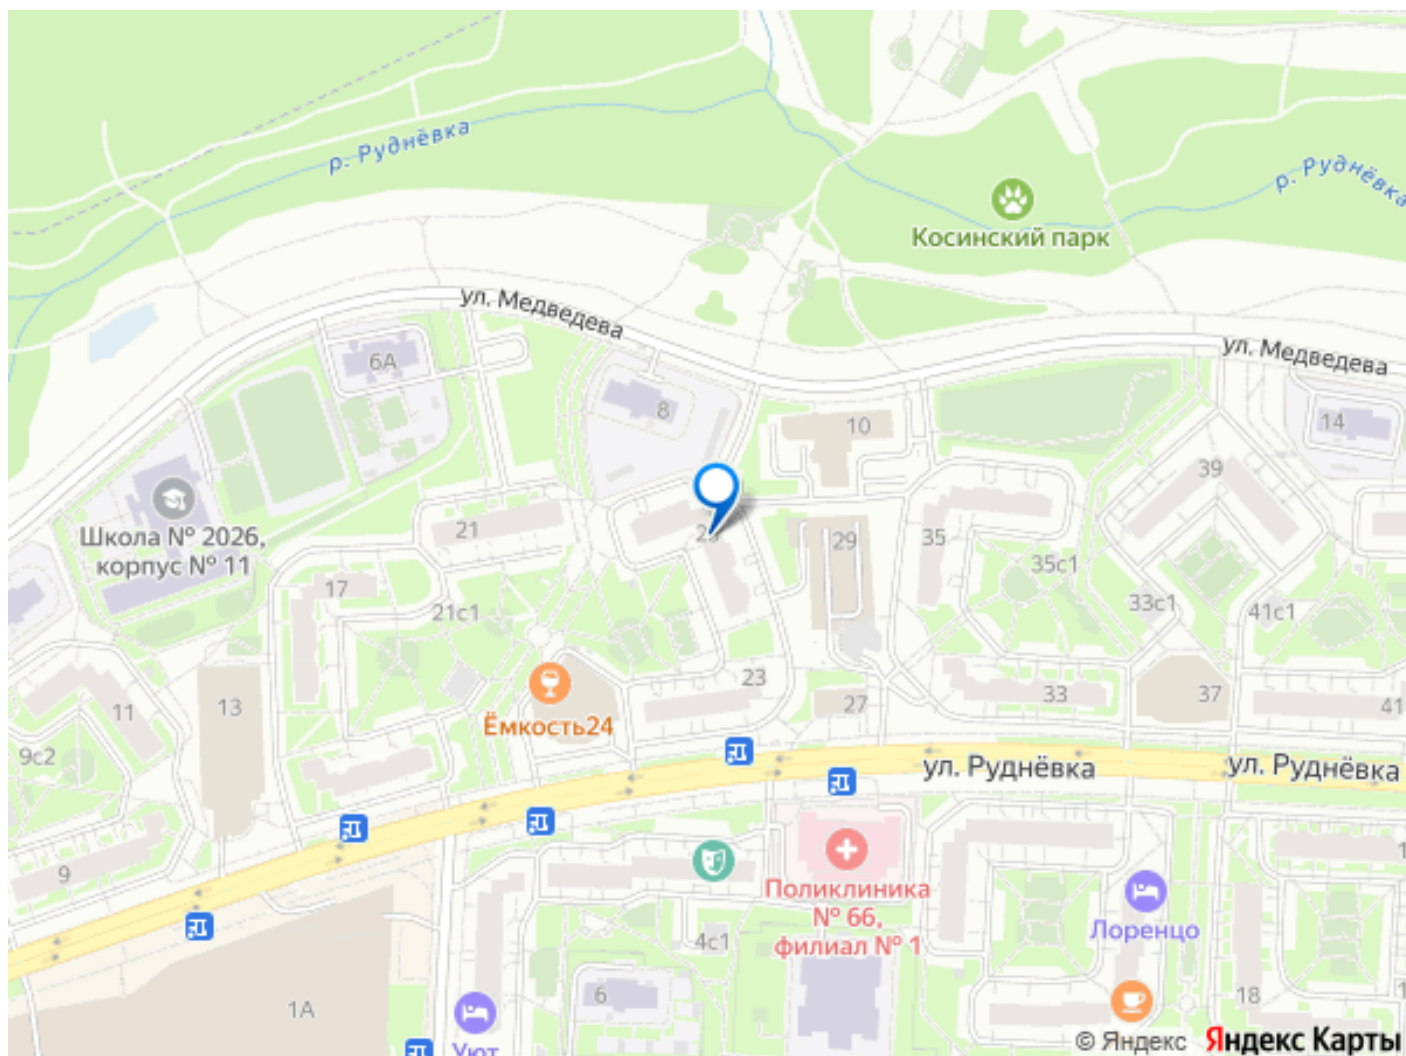 р. Руднёвка
р. Руднёвка
Косинский парк
ул. Медведева
ул. Медведева
6А
8
10
14
39
Школа № 2026,
корпус № 11
21
29
35
35с1
17
21с1
33с1
41с1
23
33
37
41
11
13
27
9с2
Ёмкость24
ул. Руднёвка
ул. Руднёвка
9
Поликлиника
№ 66,
филиал № 1
4с1
Лоренцо
6
18
1А
Уют
© Яндекс Яндекс Карты